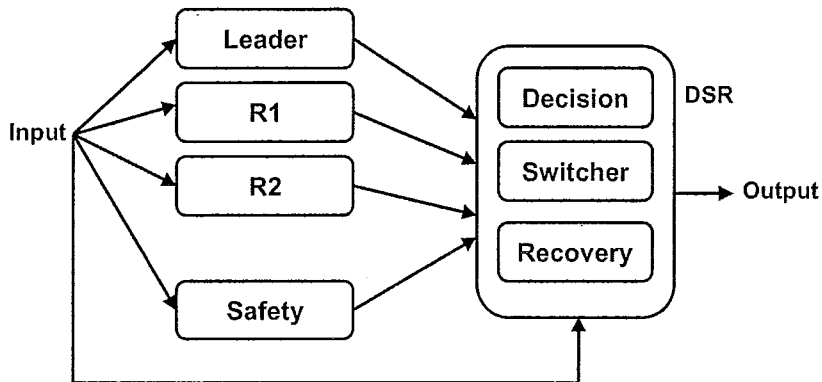 Leader
Decision
DSR
R1
Input
Switcher
R2
Output
Recovery
Safety